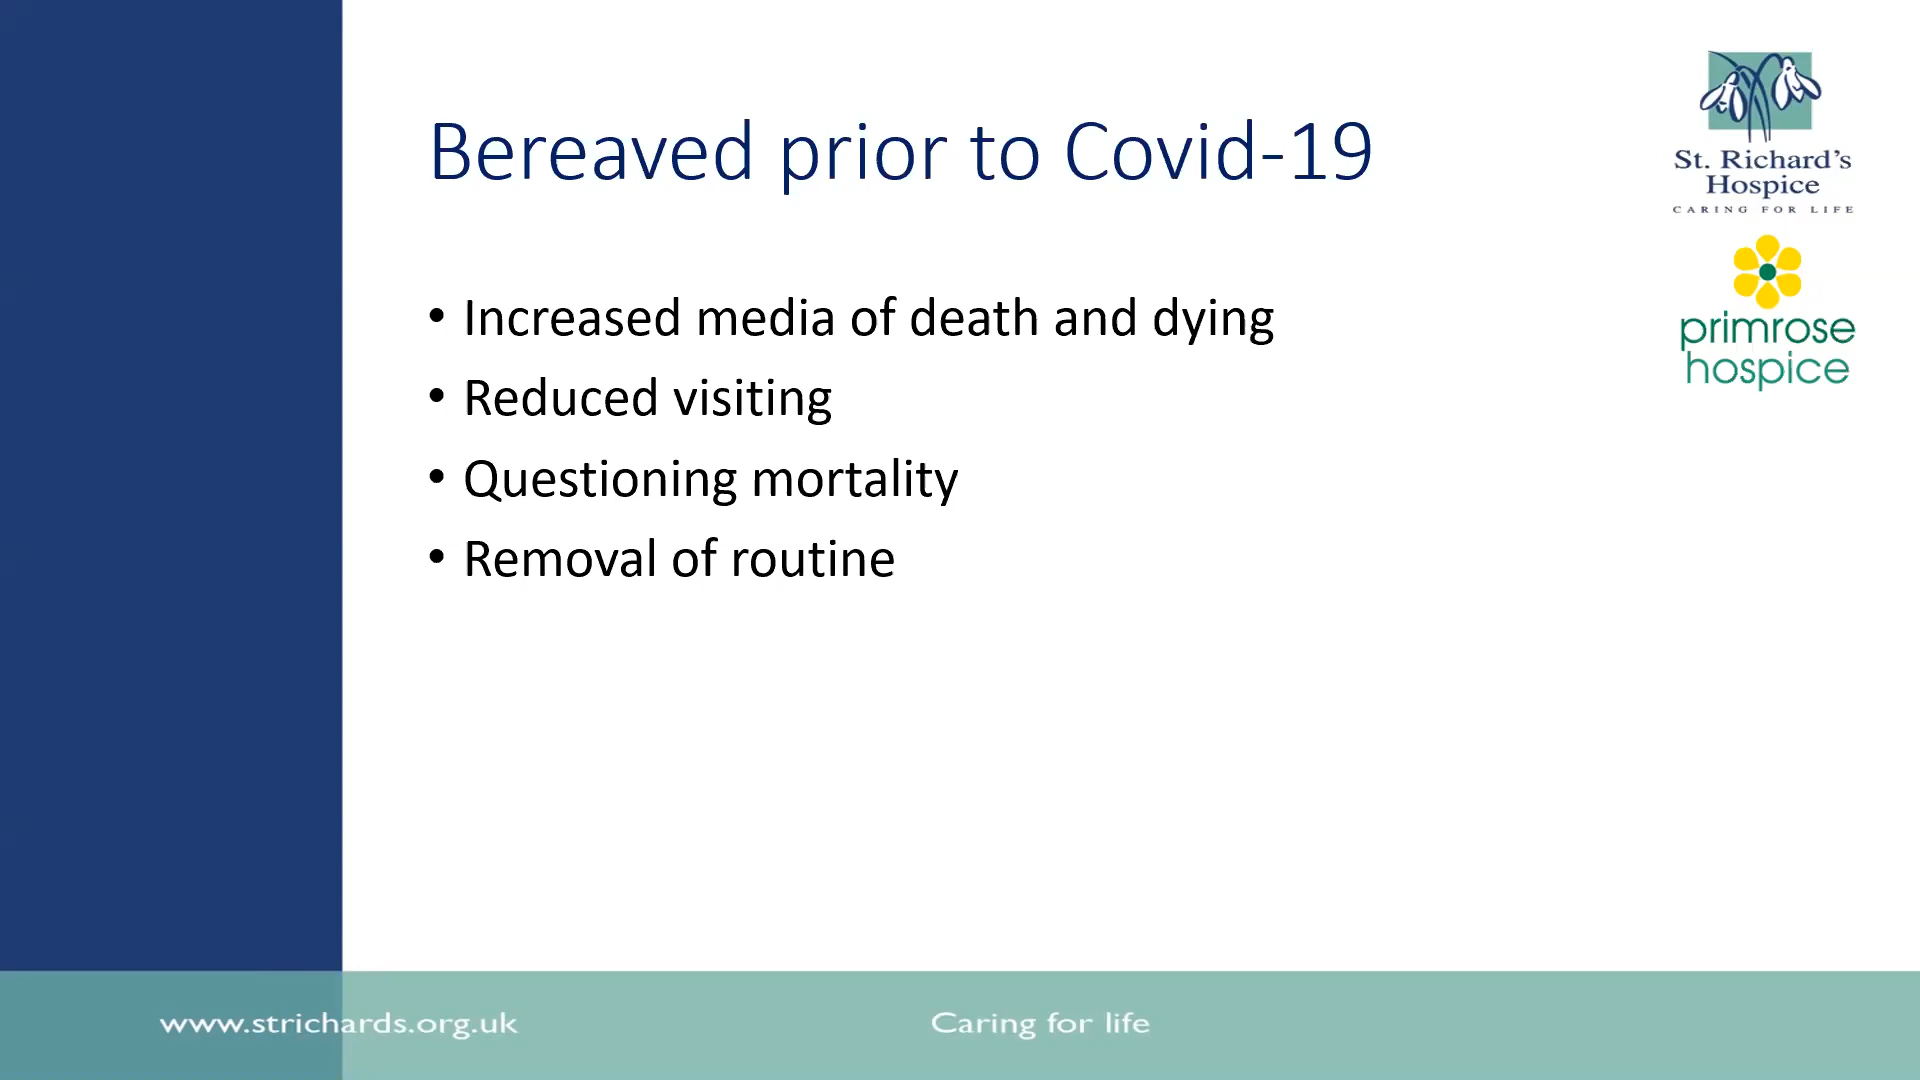 Bereaved prior to Covid-19
• Increased media of death and dying
• Reduced visiting
• Questioning mortality
• Removal of routine
St. Richard's
Hospice
CARING FOR LIFE
primrose
hospice
www.strichards.org.uk
Caring for life